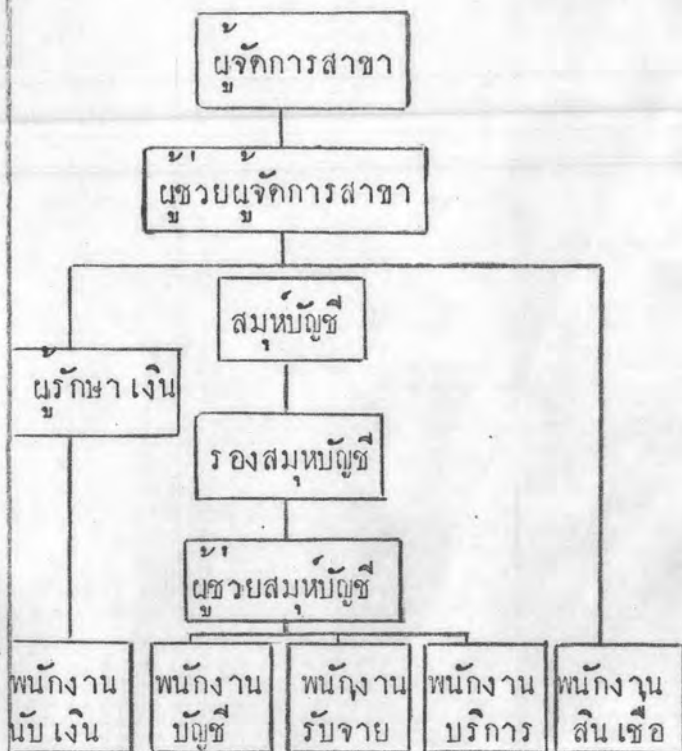 ผู้จัดการสาขา
ผู้ช่วยผู้จัดการสาขา
สมุห์บัญชี
ผู้รักษาเงิน
รองสมุหบัญชี
ผู้ช่วยสมุห์บัญชี
พนักงาน
นับเงิน
พนักงาน
บัญชี
พนักงาน
รับจาย
พนักงาน
บริการ
พนักงาน
สินเชื่อ